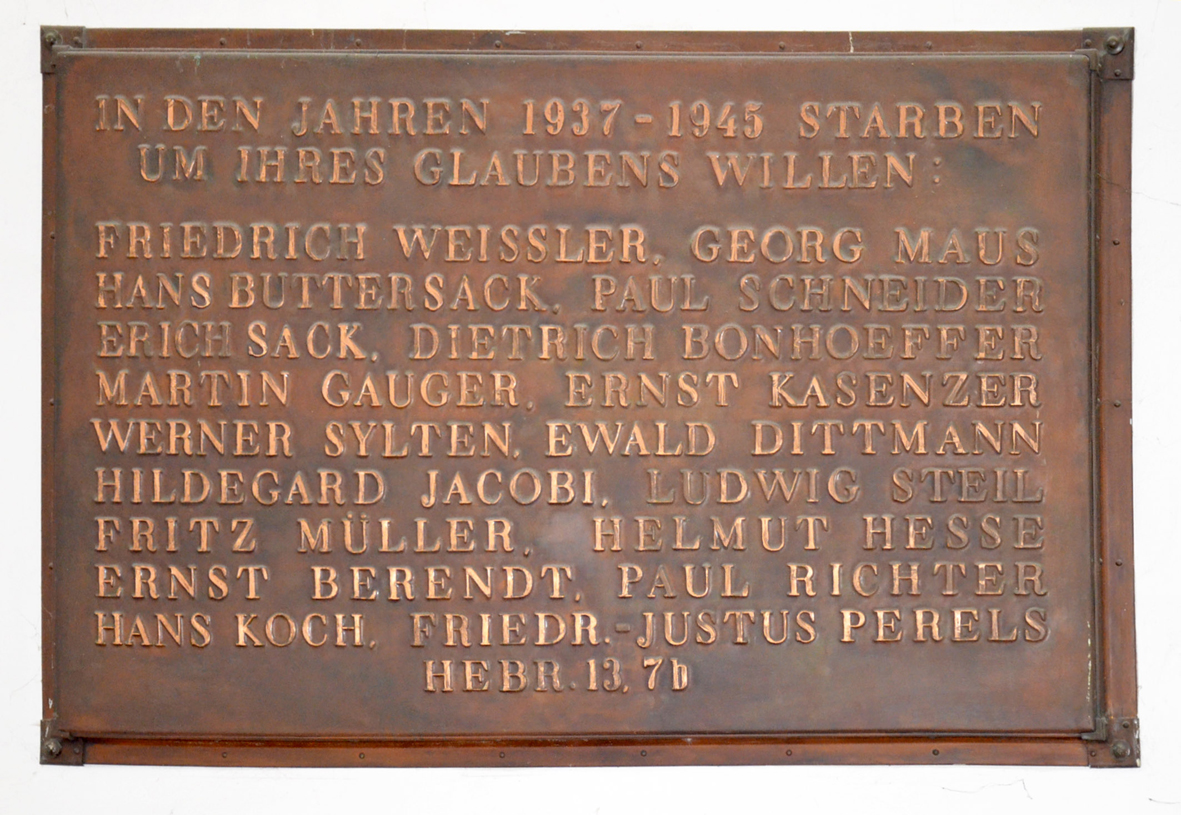 IN DEN JAHREN 1937-1945 STARBEN
UM IHRES GLAUBENS WILLEN:
FRIEDRICH WEISSLER, GEORG MAUS
HANS BUTTERSACK, PAUL SCHNEIDER
ERICH SACK, DIETRICH BONHOEFFER
MARTIN GAUGER, ERNST KASENZER
WERNER SYLTEN, EWALD DITTMANN
HILDEGARD JACOBI, LUDWIG STEIL
FRITZ MÜLLER, HELMUT HESSE
ERNST BERENDT, PAUL RICHTER
HANS KOCH, FRIEDR.-JUSTUS PERELS
HEBR. 13, 7b